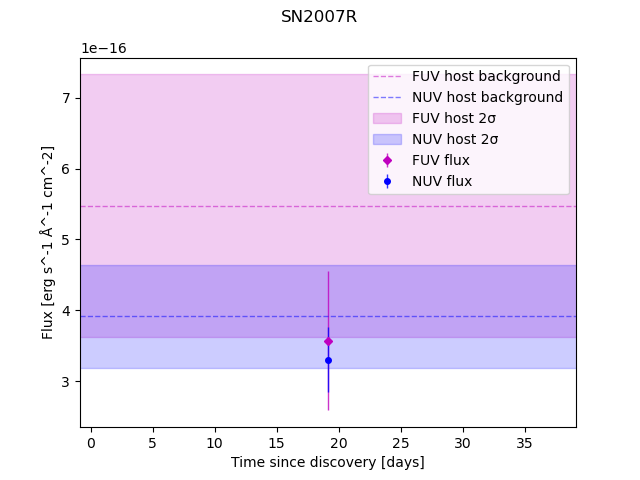 SN2007R
1e−16
7
6
5
4
3
Flux [erg s^-1 Å^-1 cm^-2]
FUV host background
NUV host background
FUV host 2σ
NUV host 2σ
FUV flux
NUV flux
0 5 10 15 20 25 30 35
Time since discovery [days]